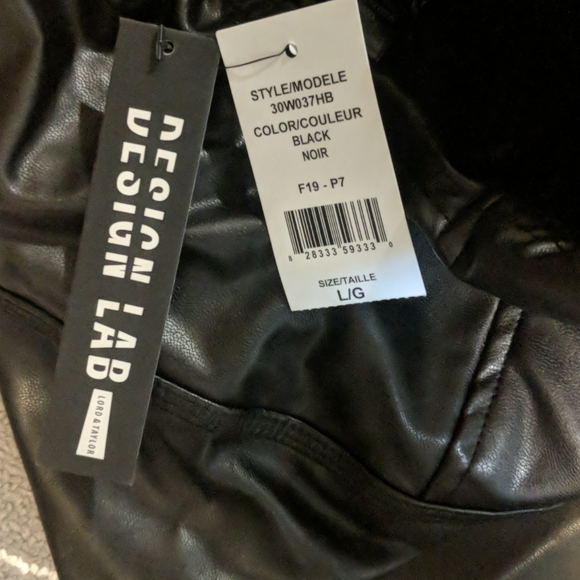 DESIGN LAB
LORD & TAYLOR
STYLE/MODELE
30W037HB
COLOR/COULEUR
BLACK
NOIR
F19 - P7
8 28333 59333 0
SIZE/TAILLE
L/G